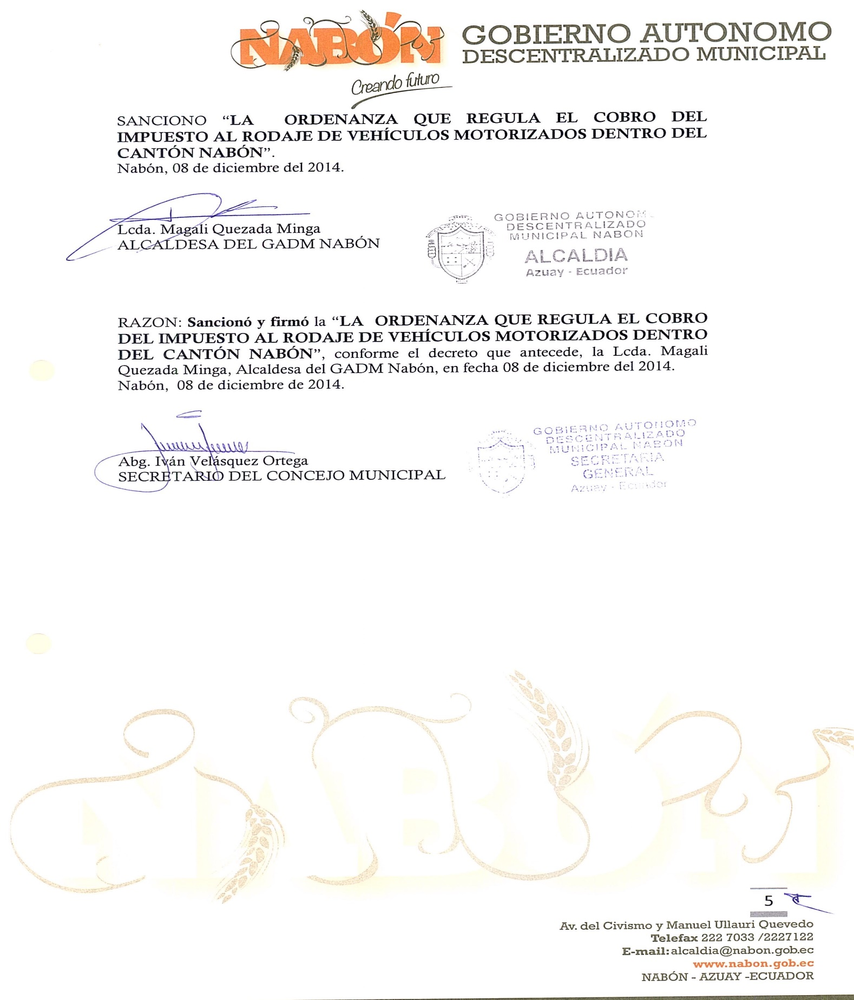 NABÓN
Creando futuro
GOBIERNO AUTONOMO
DESCENTRALIZADO MUNICIPAL
SANCIONO “LA ORDENANZA QUE REGULA EL COBRO DEL
IMPUESTO AL RODAJE DE VEHÍCULOS MOTORIZADOS DENTRO DEL
CANTÓN NABÓN”.
Nabón, 08 de diciembre del 2014.
Lcda. Magali Quezada Minga
ALCALDESA DEL GADM NABÓN
GOBIERNO AUTONOMO
DESCENTRALIZADO
MUNICIPAL NABON
ALCALDIA
Azuay - Ecuador
RAZON: Sancionó y firmó la “LA ORDENANZA QUE REGULA EL COBRO
DEL IMPUESTO AL RODAJE DE VEHÍCULOS MOTORIZADOS DENTRO
DEL CANTÓN NABÓN”, conforme el decreto que antecede, la Lcda. Magali
Quezada Minga, Alcaldesa del GADM Nabón, en fecha 08 de diciembre del 2014.
Nabón, 08 de diciembre de 2014.
Abg. Iván Velásquez Ortega
SECRETARIO DEL CONCEJO MUNICIPAL
GOBIERNO AUTONOMO
DESCENTRALIZADO
MUNICIPAL NABON
SECRETARIA
GENERAL
Azuay - Ecuador
NABÓN
5
Av. del Civismo y Manuel Ullauri Quevedo
Telefax 222 7033 /2227122
E-mail: alcaldia@nabon.gob.ec
www.nabon.gob.ec
NABÓN - AZUAY -ECUADOR